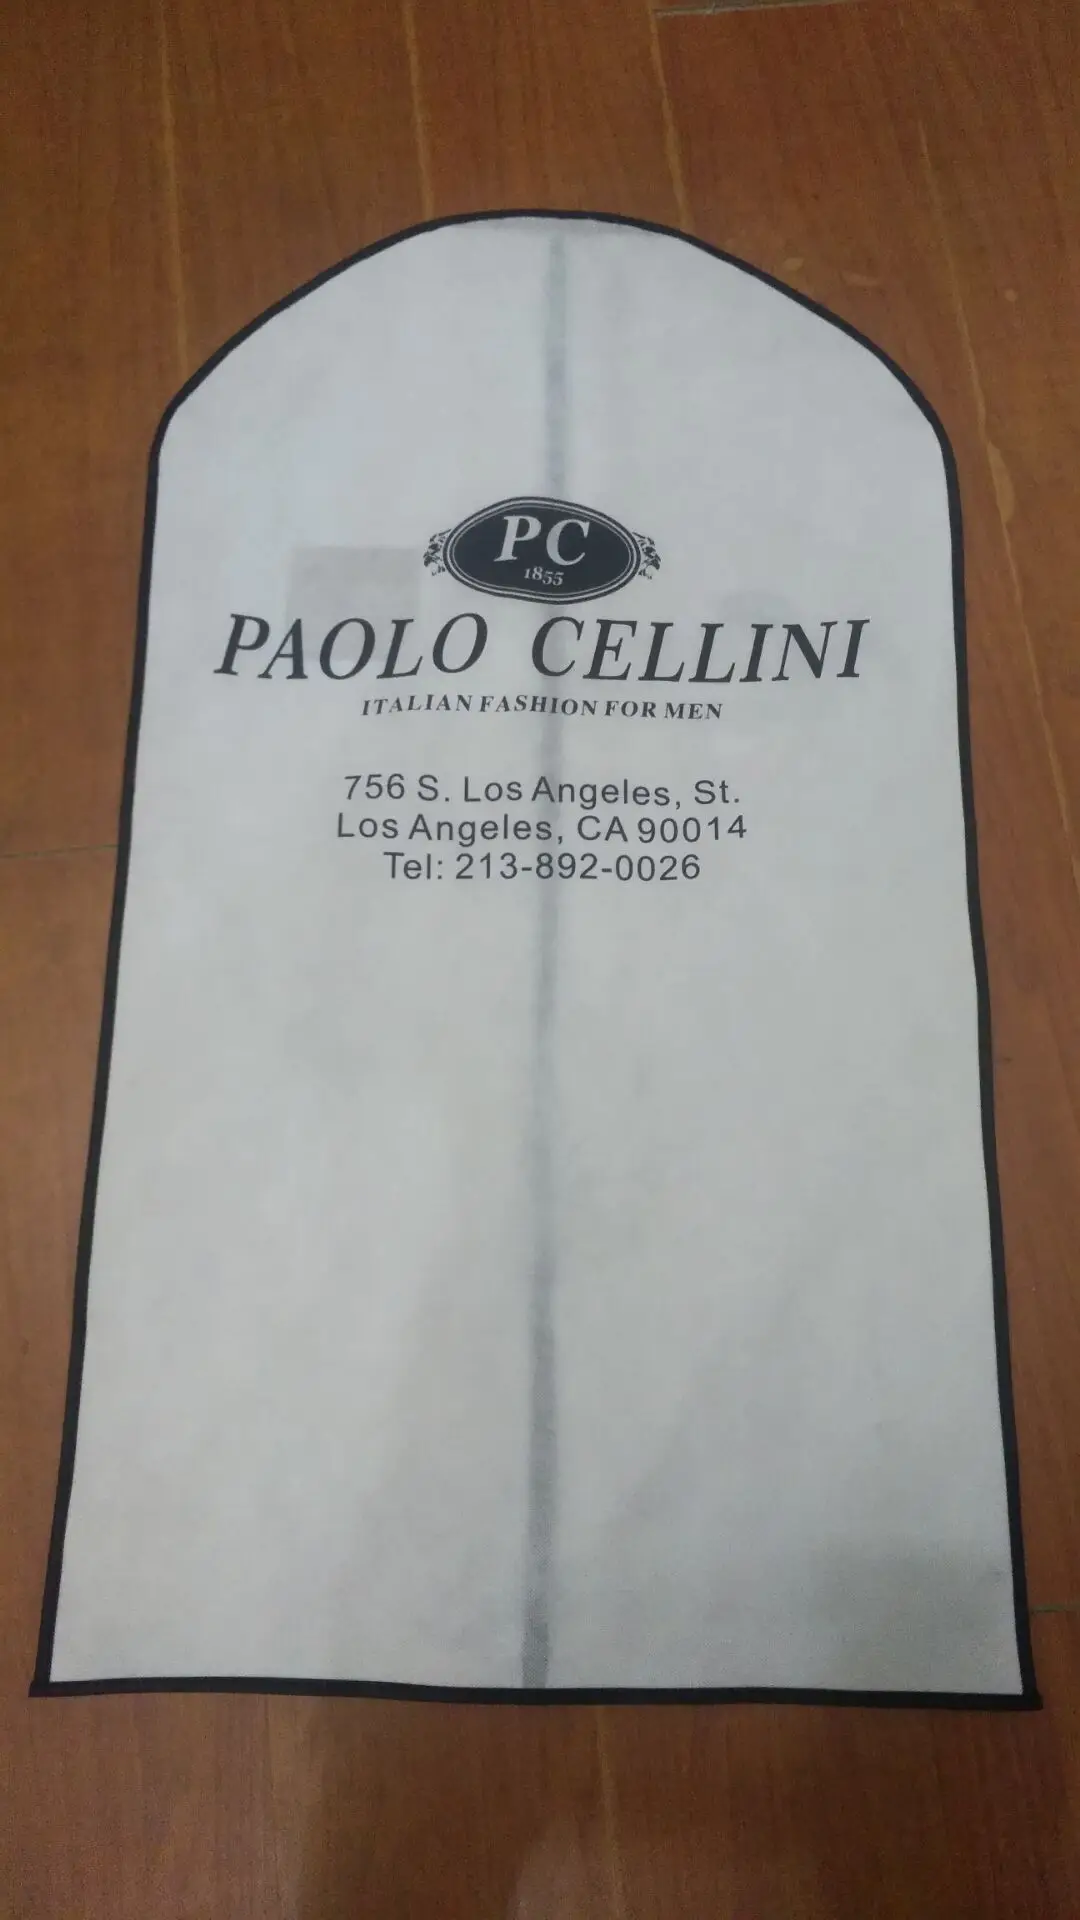 PC
1855
PAOLO CELLINI
ITALIAN FASHION FOR MEN
756 S. Los Angeles, St.
Los Angeles, CA 90014
Tel: 213-892-0026